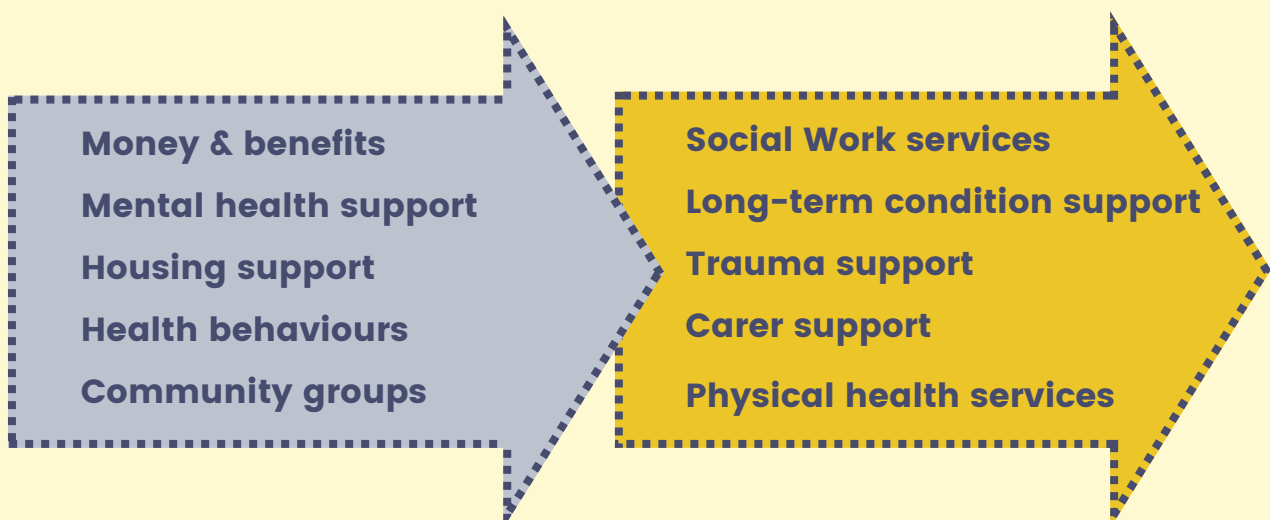 Money & benefits
Mental health support
Housing support
Health behaviours
Community groups
Social Work services
Long-term condition support
Trauma support
Carer support
Physical health services